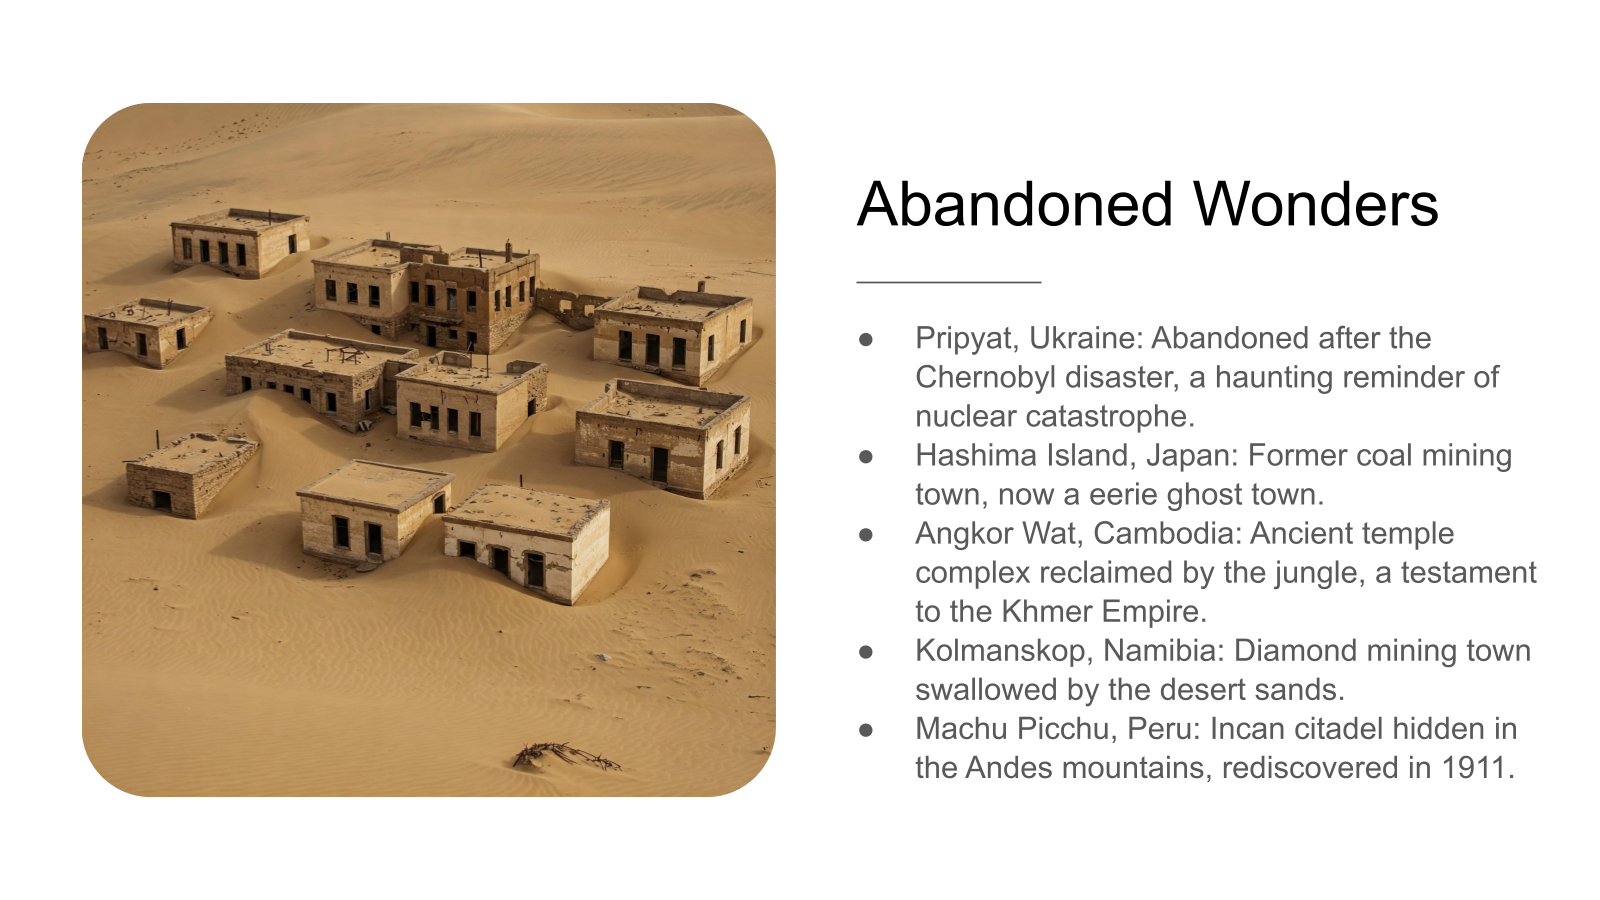 Abandoned Wonders
● Pripyat, Ukraine: Abandoned after the
Chernobyl disaster, a haunting reminder of
nuclear catastrophe.
● Hashima Island, Japan: Former coal mining
town, now a eerie ghost town.
● Angkor Wat, Cambodia: Ancient temple
complex reclaimed by the jungle, a testament
to the Khmer Empire.
● Kolmanskop, Namibia: Diamond mining town
swallowed by the desert sands.
● Machu Picchu, Peru: Incan citadel hidden in
the Andes mountains, rediscovered in 1911.